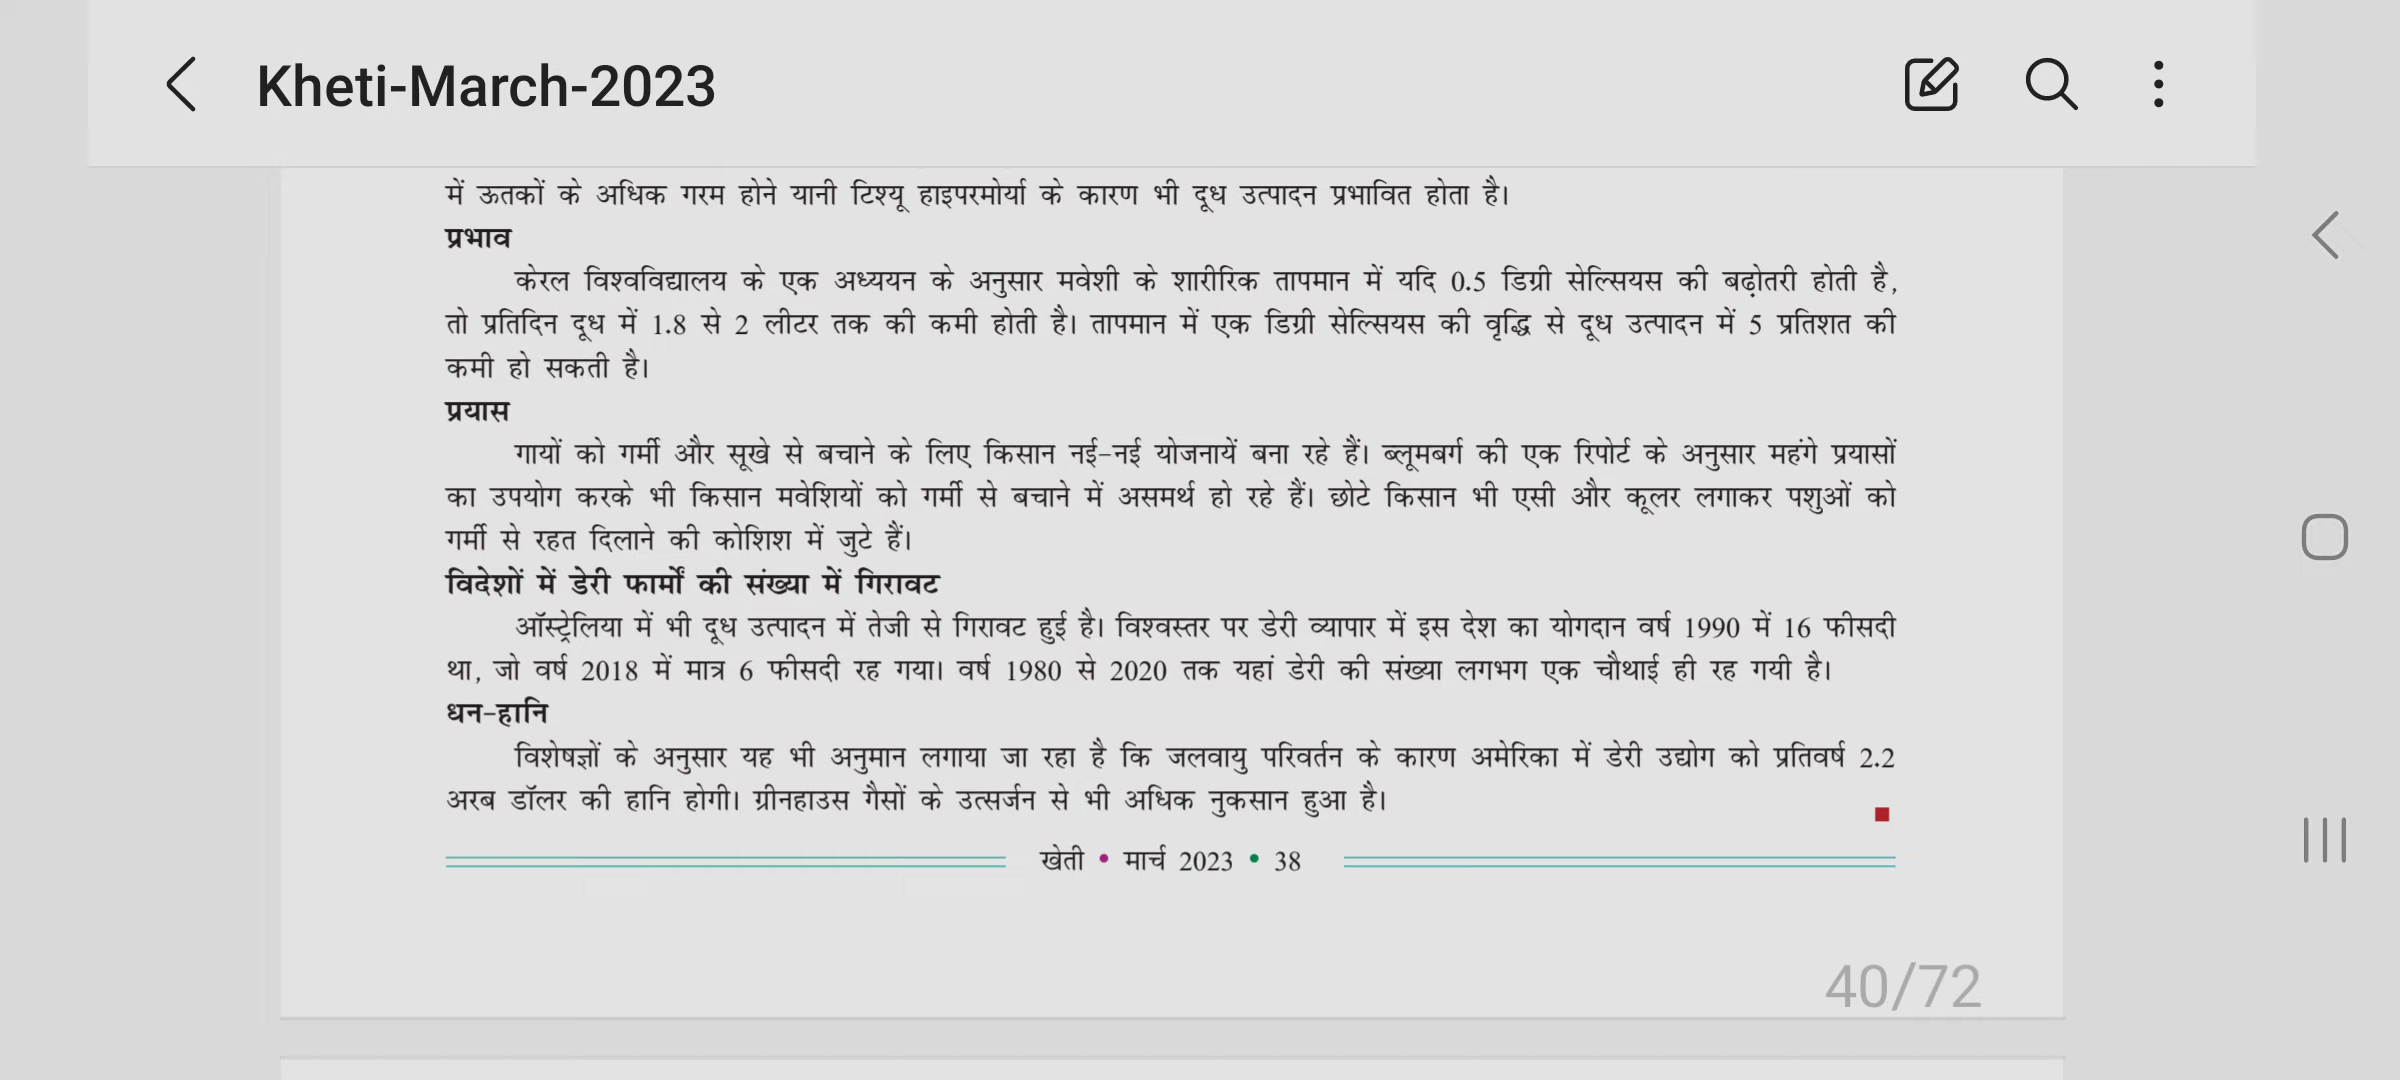 Kheti-March-2023
में ऊतकों के अधिक गरम होने यानी टिश्यू हाइपरमोर्या के कारण भी दूध उत्पादन प्रभावित होता है।
प्रभाव
केरल विश्वविद्यालय के एक अध्ययन के अनुसार मवेशी के शारीरिक तापमान में यदि 0.5 डिग्री सेल्सियस की बढ़ोतरी होती है,
तो प्रतिदिन दूध में 1.8 से 2 लीटर तक की कमी होती है। तापमान में एक डिग्री सेल्सियस की वृद्धि से दूध उत्पादन में 5 प्रतिशत की
कमी हो सकती है।
प्रयास
गायों को गर्मी और सूखे से बचाने के लिए किसान नई-नई योजनायें बना रहे हैं। ब्लूमबर्ग की एक रिपोर्ट के अनुसार महंगे प्रयासों
का उपयोग करके भी किसान मवेशियों को गर्मी से बचाने में असमर्थ हो रहे हैं। छोटे किसान भी एसी और कूलर लगाकर पशुओं को
गर्मी से रहत दिलाने की कोशिश में जुटे हैं।
विदेशों में डेरी फार्मों की संख्या में गिरावट
ऑस्ट्रेलिया में भी दूध उत्पादन में तेजी से गिरावट हुई है। विश्वस्तर पर डेरी व्यापार में इस देश का योगदान वर्ष 1990 में 16 फीसदी
था, जो वर्ष 2018 में मात्र 6 फीसदी रह गया। वर्ष 1980 से 2020 तक यहां डेरी की संख्या लगभग एक चौथाई ही रह गयी है।
धन-हानि
विशेषज्ञों के अनुसार यह भी अनुमान लगाया जा रहा है कि जलवायु परिवर्तन के कारण अमेरिका में डेरी उद्योग को प्रतिवर्ष 2.2
अरब डॉलर की हानि होगी। ग्रीनहाउस गैसों के उत्सर्जन से भी अधिक नुकसान हुआ है।
खेती • मार्च 2023 • 38
40/72